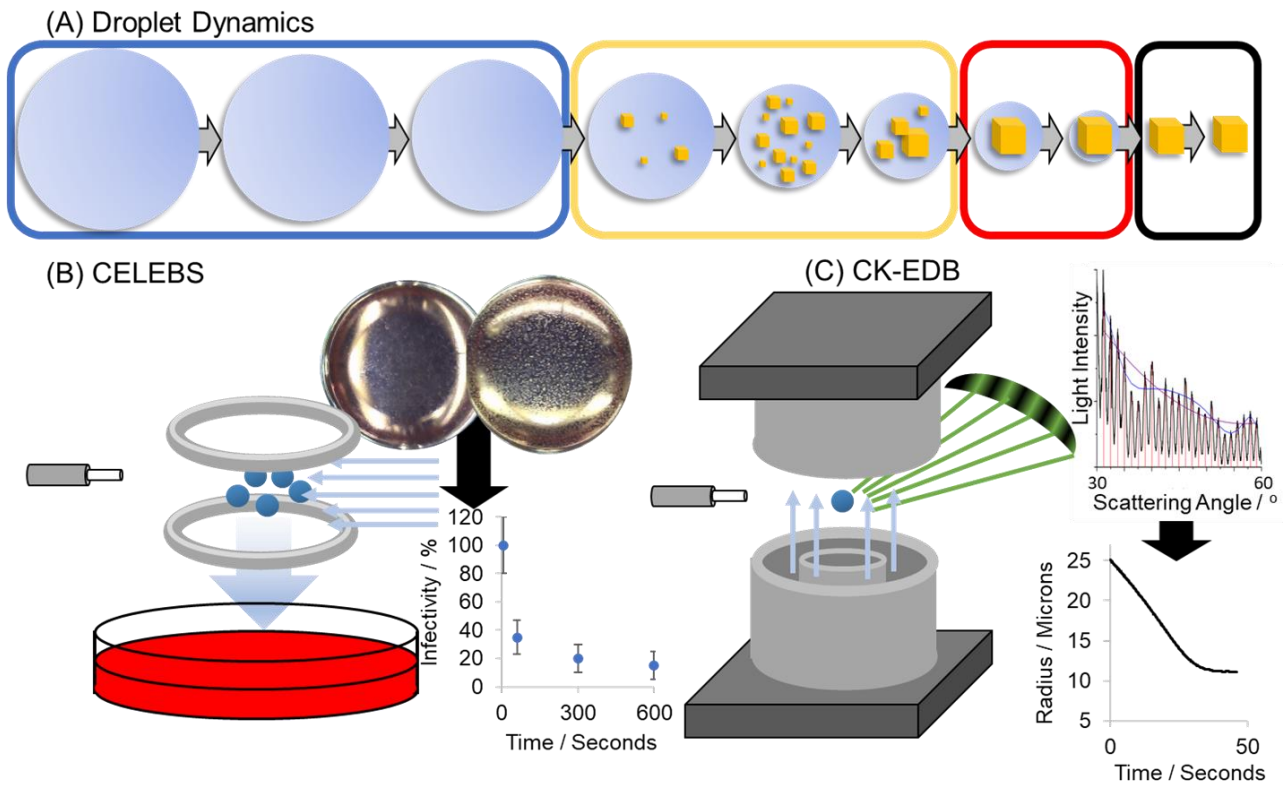 (A) Droplet Dynamics
(B) CELEBS
(C) CK-EDB
Light Intensity
30
60
Scattering Angle / °
Infectivity / %
120
100
80
60
40
20
0
0
300
600
Time / Seconds
Radius / Microns
25
20
15
10
5
0
50
Time / Seconds